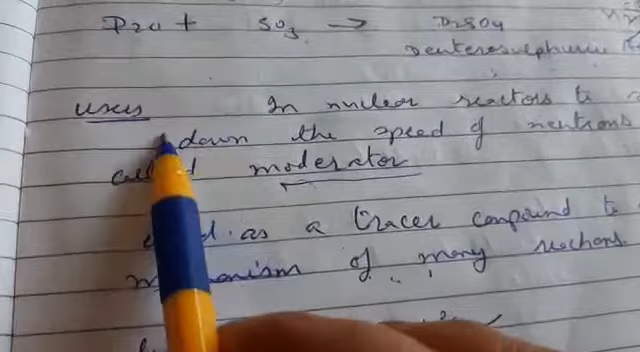 D2O + SO3 → D2SO4
Deuterosulphuric
uses In nuclear reactors to
down the speed of neutrons
moderator
as a tracer compound to
of many reactions.